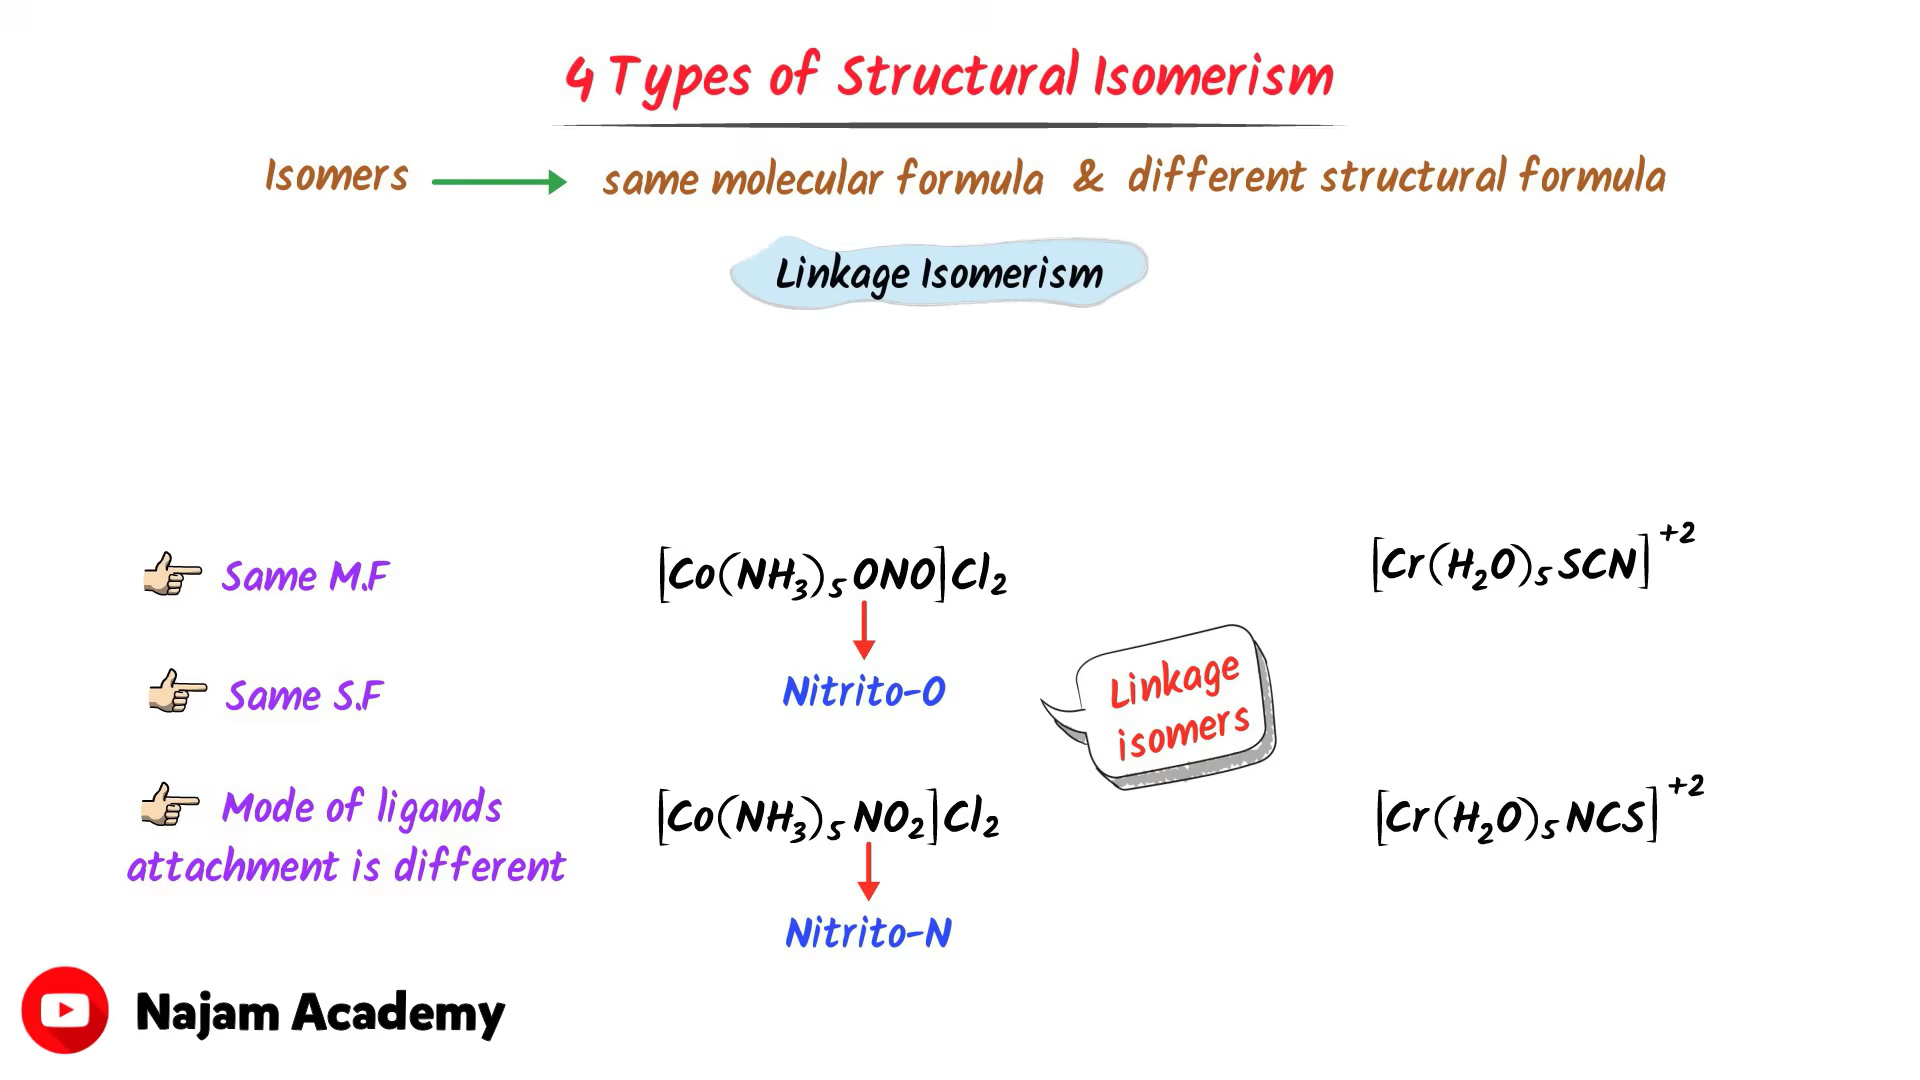 4 Types of Structural Isomerism
Isomers → same molecular formula & different structural formula
Linkage Isomerism
Same M.F
[Co(NH₃)₅ONO]Cl₂
[Cr(H₂O)₅SCN]⁺²
Nitrito-O
Same S.F
Linkage
isomers
Mode of ligands
attachment is different
[Co(NH₃)₅NO₂]Cl₂
[Cr(H₂O)₅NCS]⁺²
Nitrito-N
Najam Academy